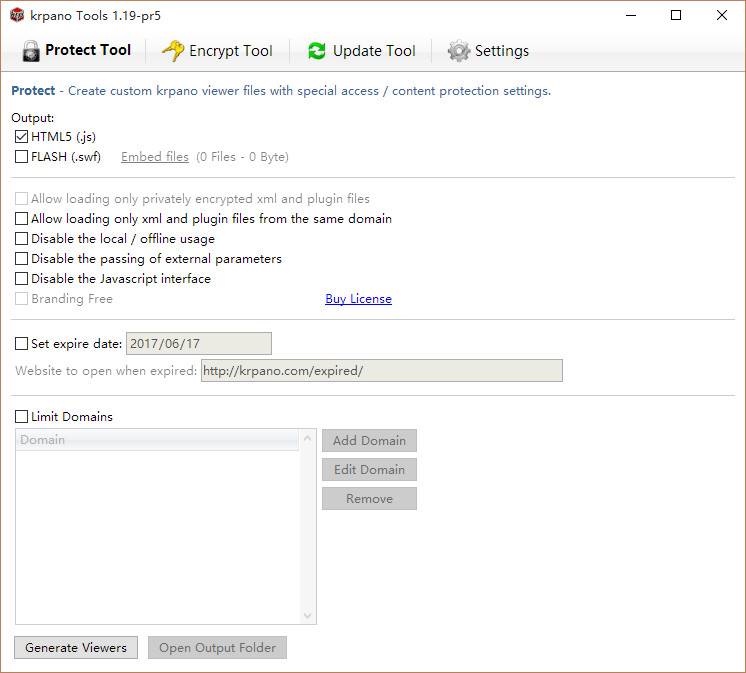 krpano Tools 1.19-pr5
Protect Tool Encrypt Tool Update Tool Settings
Protect - Create custom krpano viewer files with special access / content protection settings.
Output:
HTML5 (.js)
FLASH (.swf) Embed files (0 Files - 0 Byte)
Allow loading only privately encrypted xml and plugin files
Allow loading only xml and plugin files from the same domain
Disable the local / offline usage
Disable the passing of external parameters
Disable the Javascript interface
Branding Free Buy License
Set expire date: 2017/06/17
Website to open when expired: http://krpano.com/expired/
Limit Domains
Domain Add Domain
Edit Domain
Remove
Generate Viewers Open Output Folder